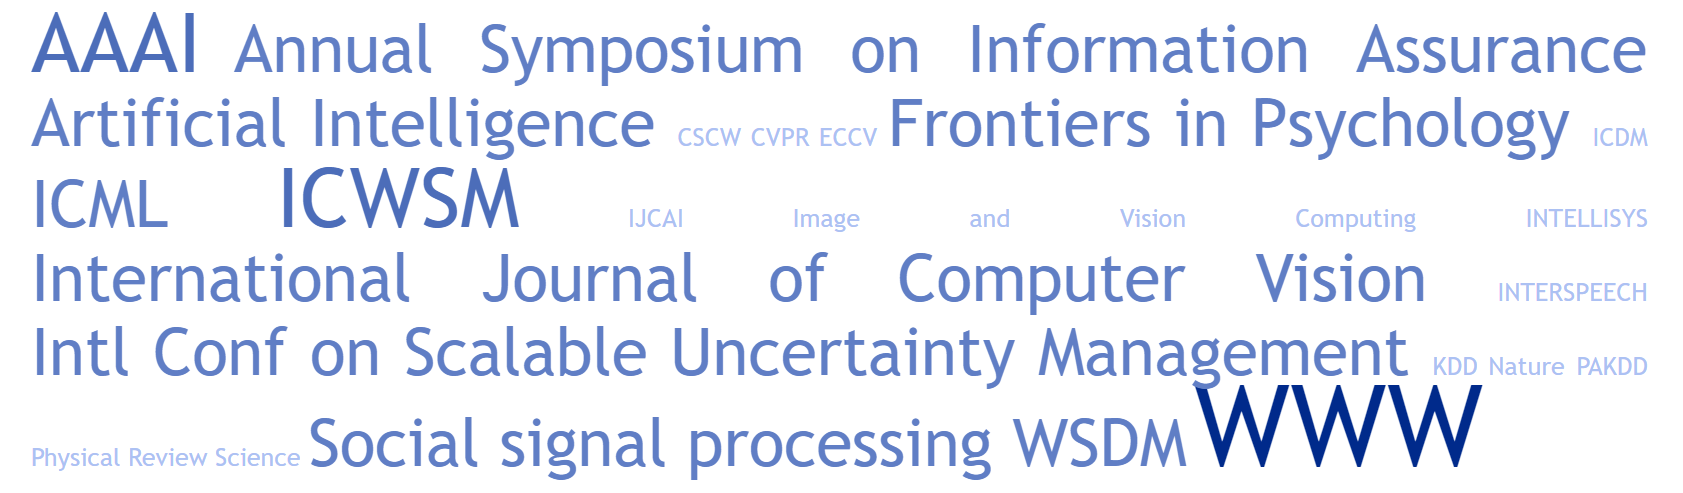 AAAI Annual Symposium on Information Assurance
Artificial Intelligence CSCW CVPR ECCV Frontiers in Psychology ICDM
ICML ICWSM IJCAI Image and Vision Computing INTELLISYS
International Journal of Computer Vision INTERSPEECH
Intl Conf on Scalable Uncertainty Management KDD Nature PAKDD
Physical Review Science Social signal processing WSDM WWW